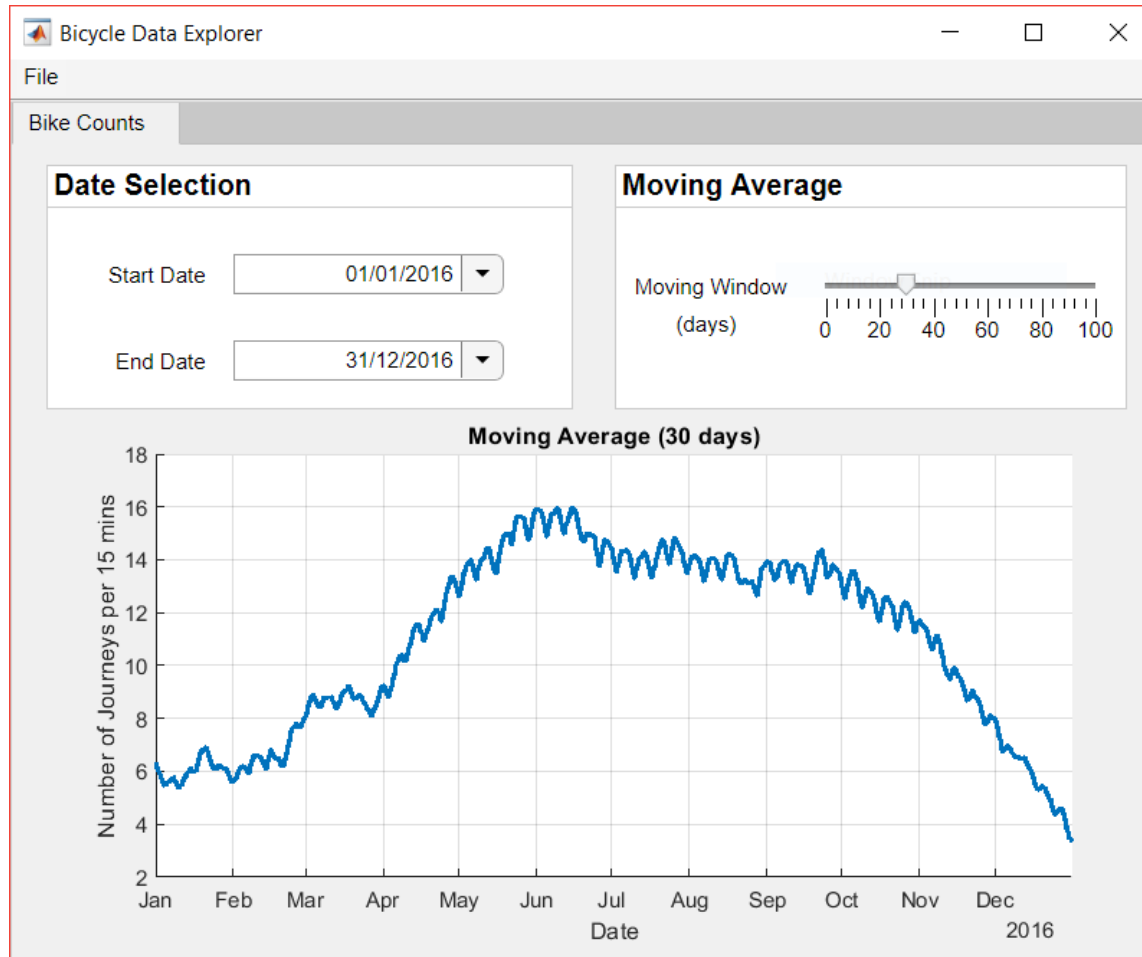 Bicycle Data Explorer
File
Bike Counts
Date Selection
Start Date 01/01/2016
End Date 31/12/2016
Moving Average
Moving Window
(days)
0 20 40 60 80 100
Moving Average (30 days)
Number of Journeys per 15 mins
18
16
14
12
10
8
6
4
2
Jan Feb Mar Apr May Jun Jul Aug Sep Oct Nov Dec
Date
2016